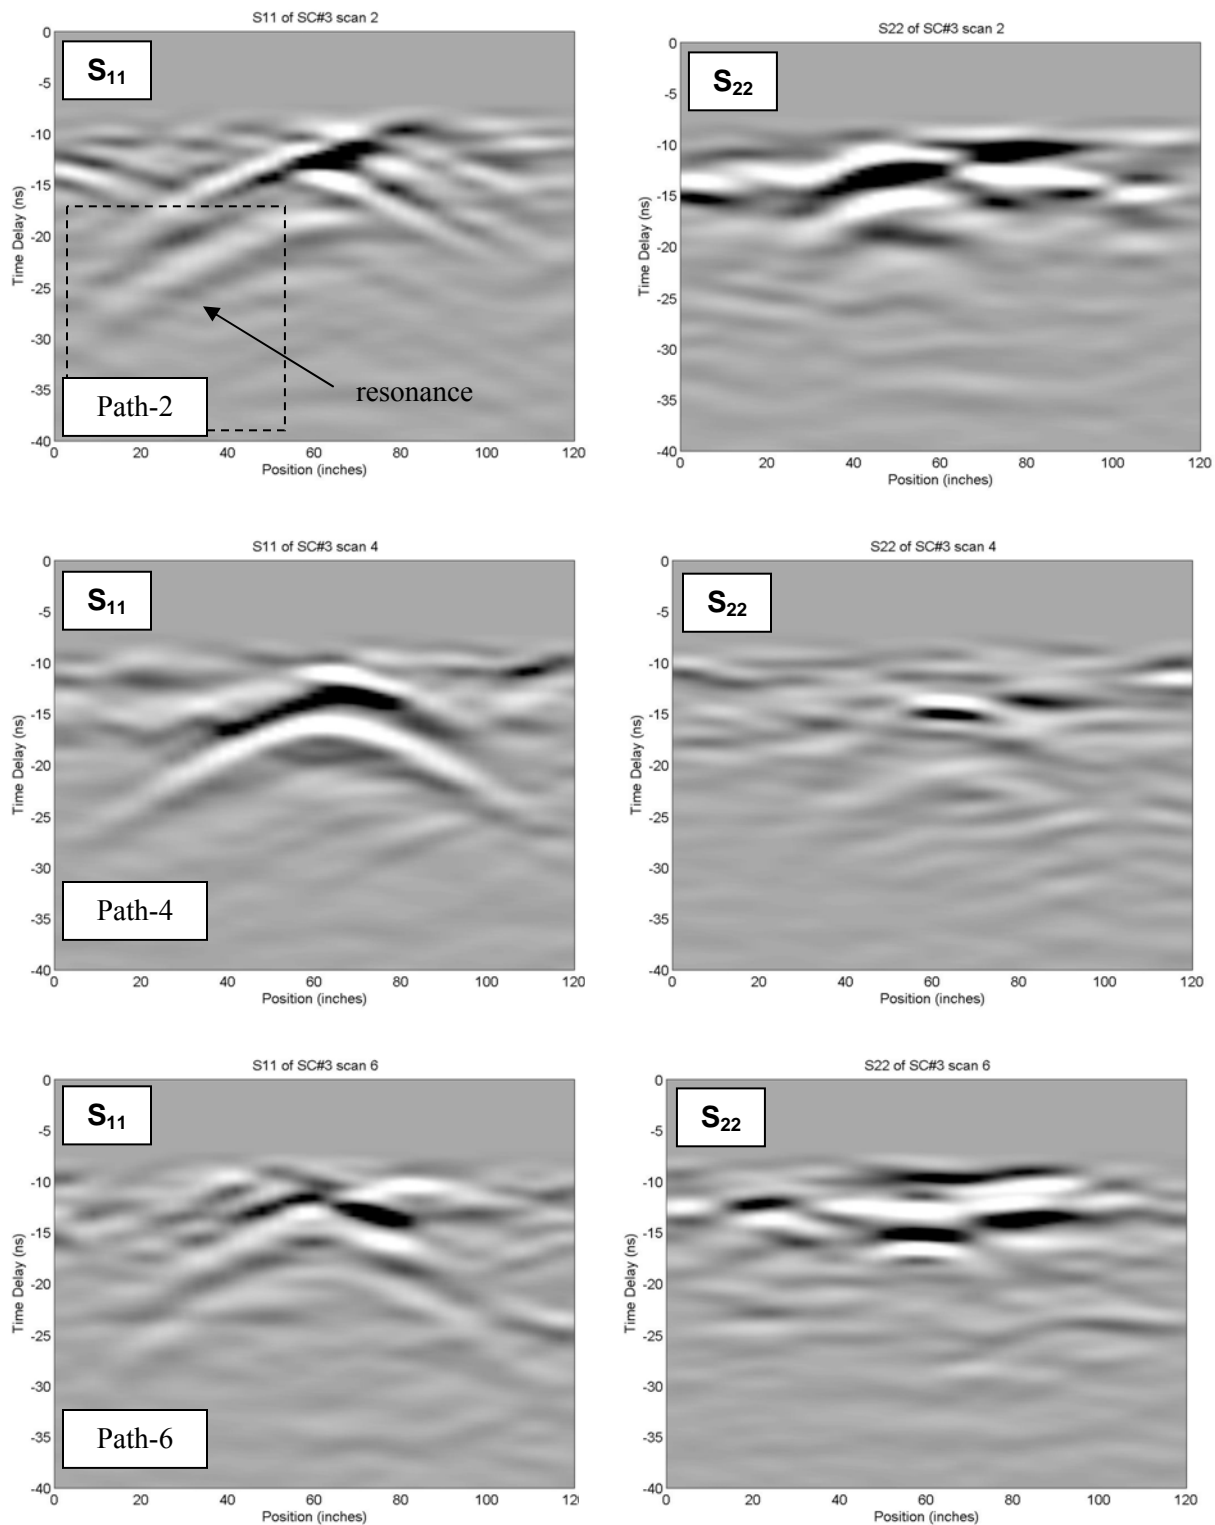 S11 of SC#3 scan 2
S₁₁
0
-5
-10
-15
-20
-25
-30
-35
-40
Time Delay (ns)
resonance
Path-2
0 20 40 60 80 100 120
Position (inches)
S22 of SC#3 scan 2
S₂₂
0
-5
-10
-15
-20
-25
-30
-35
-40
Time Delay (ns)
0 20 40 60 80 100 120
Position (inches)
S11 of SC#3 scan 4
S₁₁
0
-5
-10
-15
-20
-25
-30
-35
-40
Time Delay (ns)
Path-4
0 20 40 60 80 100 120
Position (inches)
S22 of SC#3 scan 4
S₂₂
0
-5
-10
-15
-20
-25
-30
-35
-40
Time Delay (ns)
0 20 40 60 80 100 120
Position (inches)
S11 of SC#3 scan 6
S₁₁
0
-5
-10
-15
-20
-25
-30
-35
-40
Time Delay (ns)
Path-6
0 20 40 60 80 100 12
Position (inches)
S22 of SC#3 scan 6
S₂₂
0
-5
-10
-15
-20
-25
-30
-35
-40
Time Delay (ns)
0 20 40 60 80 100 120
Position (inches)